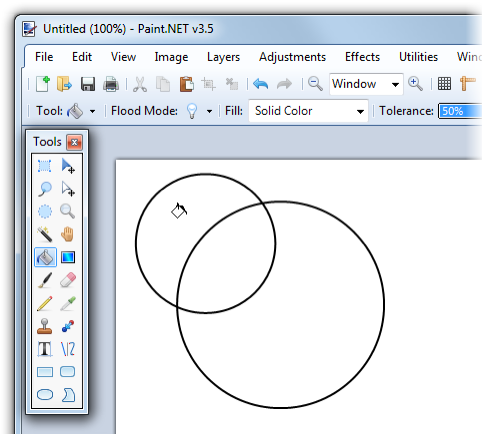 Untitled (100%) - Paint.NET v3.5
File Edit View Image Layers Adjustments Effects Utilities
Window
Tool: Flood Mode: Fill: Solid Color Tolerance: 50%
Tools
T